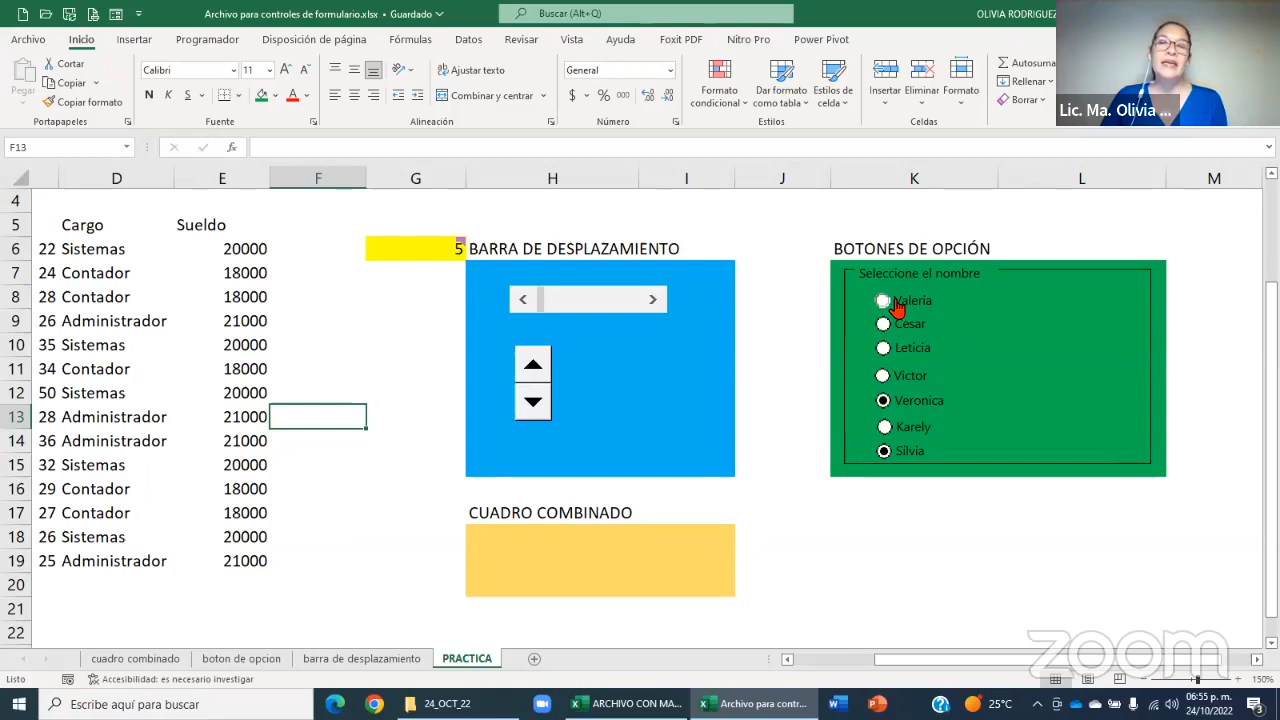 Archivo para controles de formulario.xlsx • Guardado
Buscar (Alt+Q)
OLIVIA RODRIGUEZ
Archivo
Inicio
Insertar
Programador
Disposición de página
Fórmulas
Datos
Revisar
Vista
Ayuda
Foxit PDF
Nitro Pro
Power Pivot
Pegar
Cortar
Copiar
Copiar formato
Portapapeles
Calibri
11
N K S
Fuente
Ajustar texto
Combinar y centrar
Alineación
General
$ % 000
Número
Formato condicional
Dar formato como tabla
Estilos de celda
Estilos
Insertar
Eliminar
Formato
Celdas
Autosuma
Rellenar
Borrar
Lic. Ma. Olivia ...
F13
fx
D E F G H I J K L M
4
5 Cargo Sueldo
6 22 Sistemas 20000 5 BARRA DE DESPLAZAMIENTO BOTONES DE OPCIÓN
7 24 Contador 18000 Seleccione el nombre
8 28 Contador 18000 Valeria
9 26 Administrador 21000 Cesar
10 35 Sistemas 20000 Leticia
11 34 Contador 18000 Victor
12 50 Sistemas 20000 Veronica
13 28 Administrador 21000 Karely
14 36 Administrador 21000 Silvia
15 32 Sistemas 20000
16 29 Contador 18000
17 27 Contador 18000 CUADRO COMBINADO
18 26 Sistemas 20000
19 25 Administrador 21000
20
21
22
zoom
cuadro combinado
boton de opcion
barra de desplazamiento
PRACTICA
Listo
Accesibilidad: es necesario investigar
150%
Escribe aquí para buscar
24_OCT_22
ARCHIVO CON MA...
Archivo para contr...
25°C
06:55 p. m.
24/10/2022
3